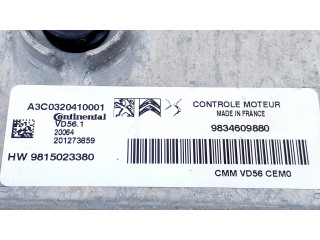 A3C0320410001
Continental
VD56.1
20064
201273859
HW 9815023380
CONTROLE MOTEUR
MADE IN FRANCE
9834609880
CMM VD56 CEM0